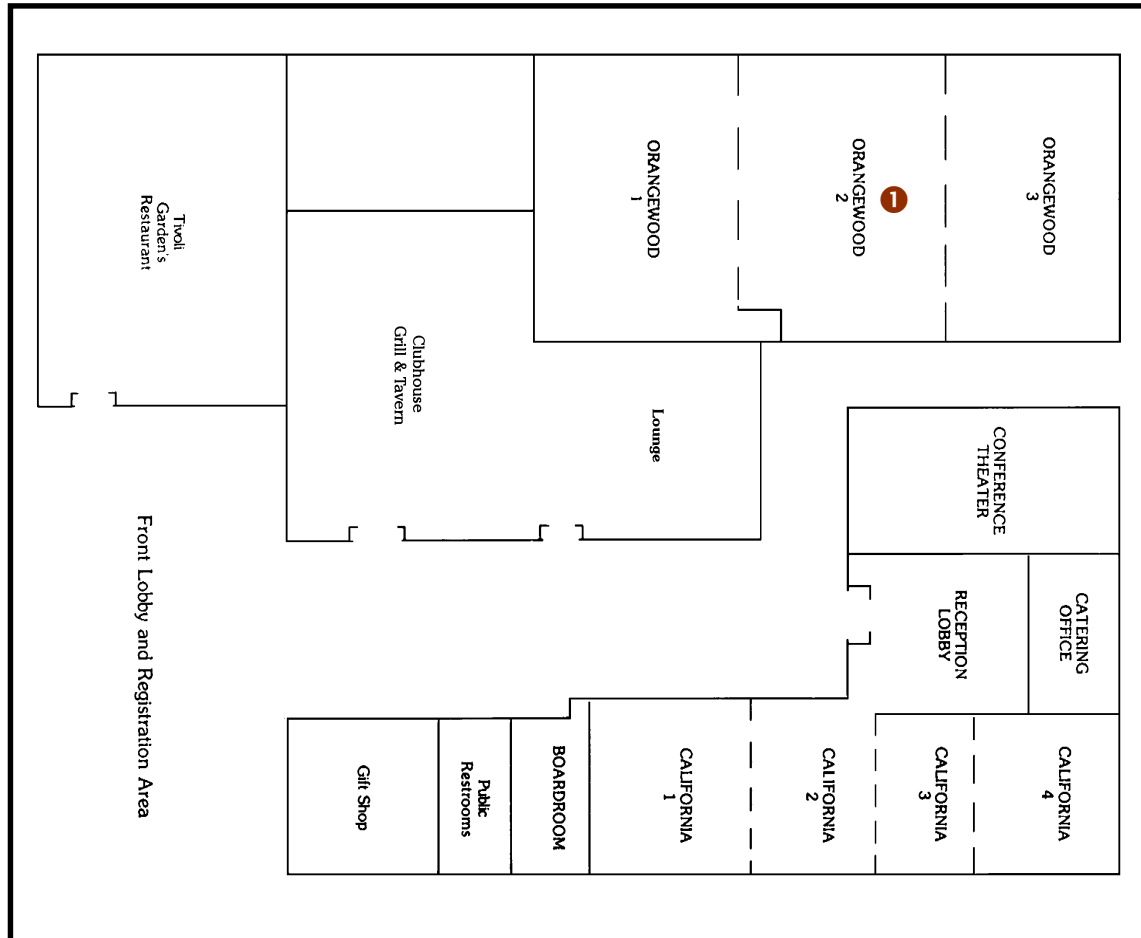 ORANGEWOOD
3
CONFERENCE
THEATER
CATERING
OFFICE
CALIFORNIA
4
RECEPTION
LOBBY
CALIFORNIA
3
1
ORANGEWOOD
2
CALIFORNIA
2
ORANGEWOOD
1
Lounge
CALIFORNIA
1
BOARDROOM
Clubhouse
Grill & Tavern
Public
Restrooms
Gift Shop
Tivoli
Garden's
Restaurant
Front Lobby and Registration Area